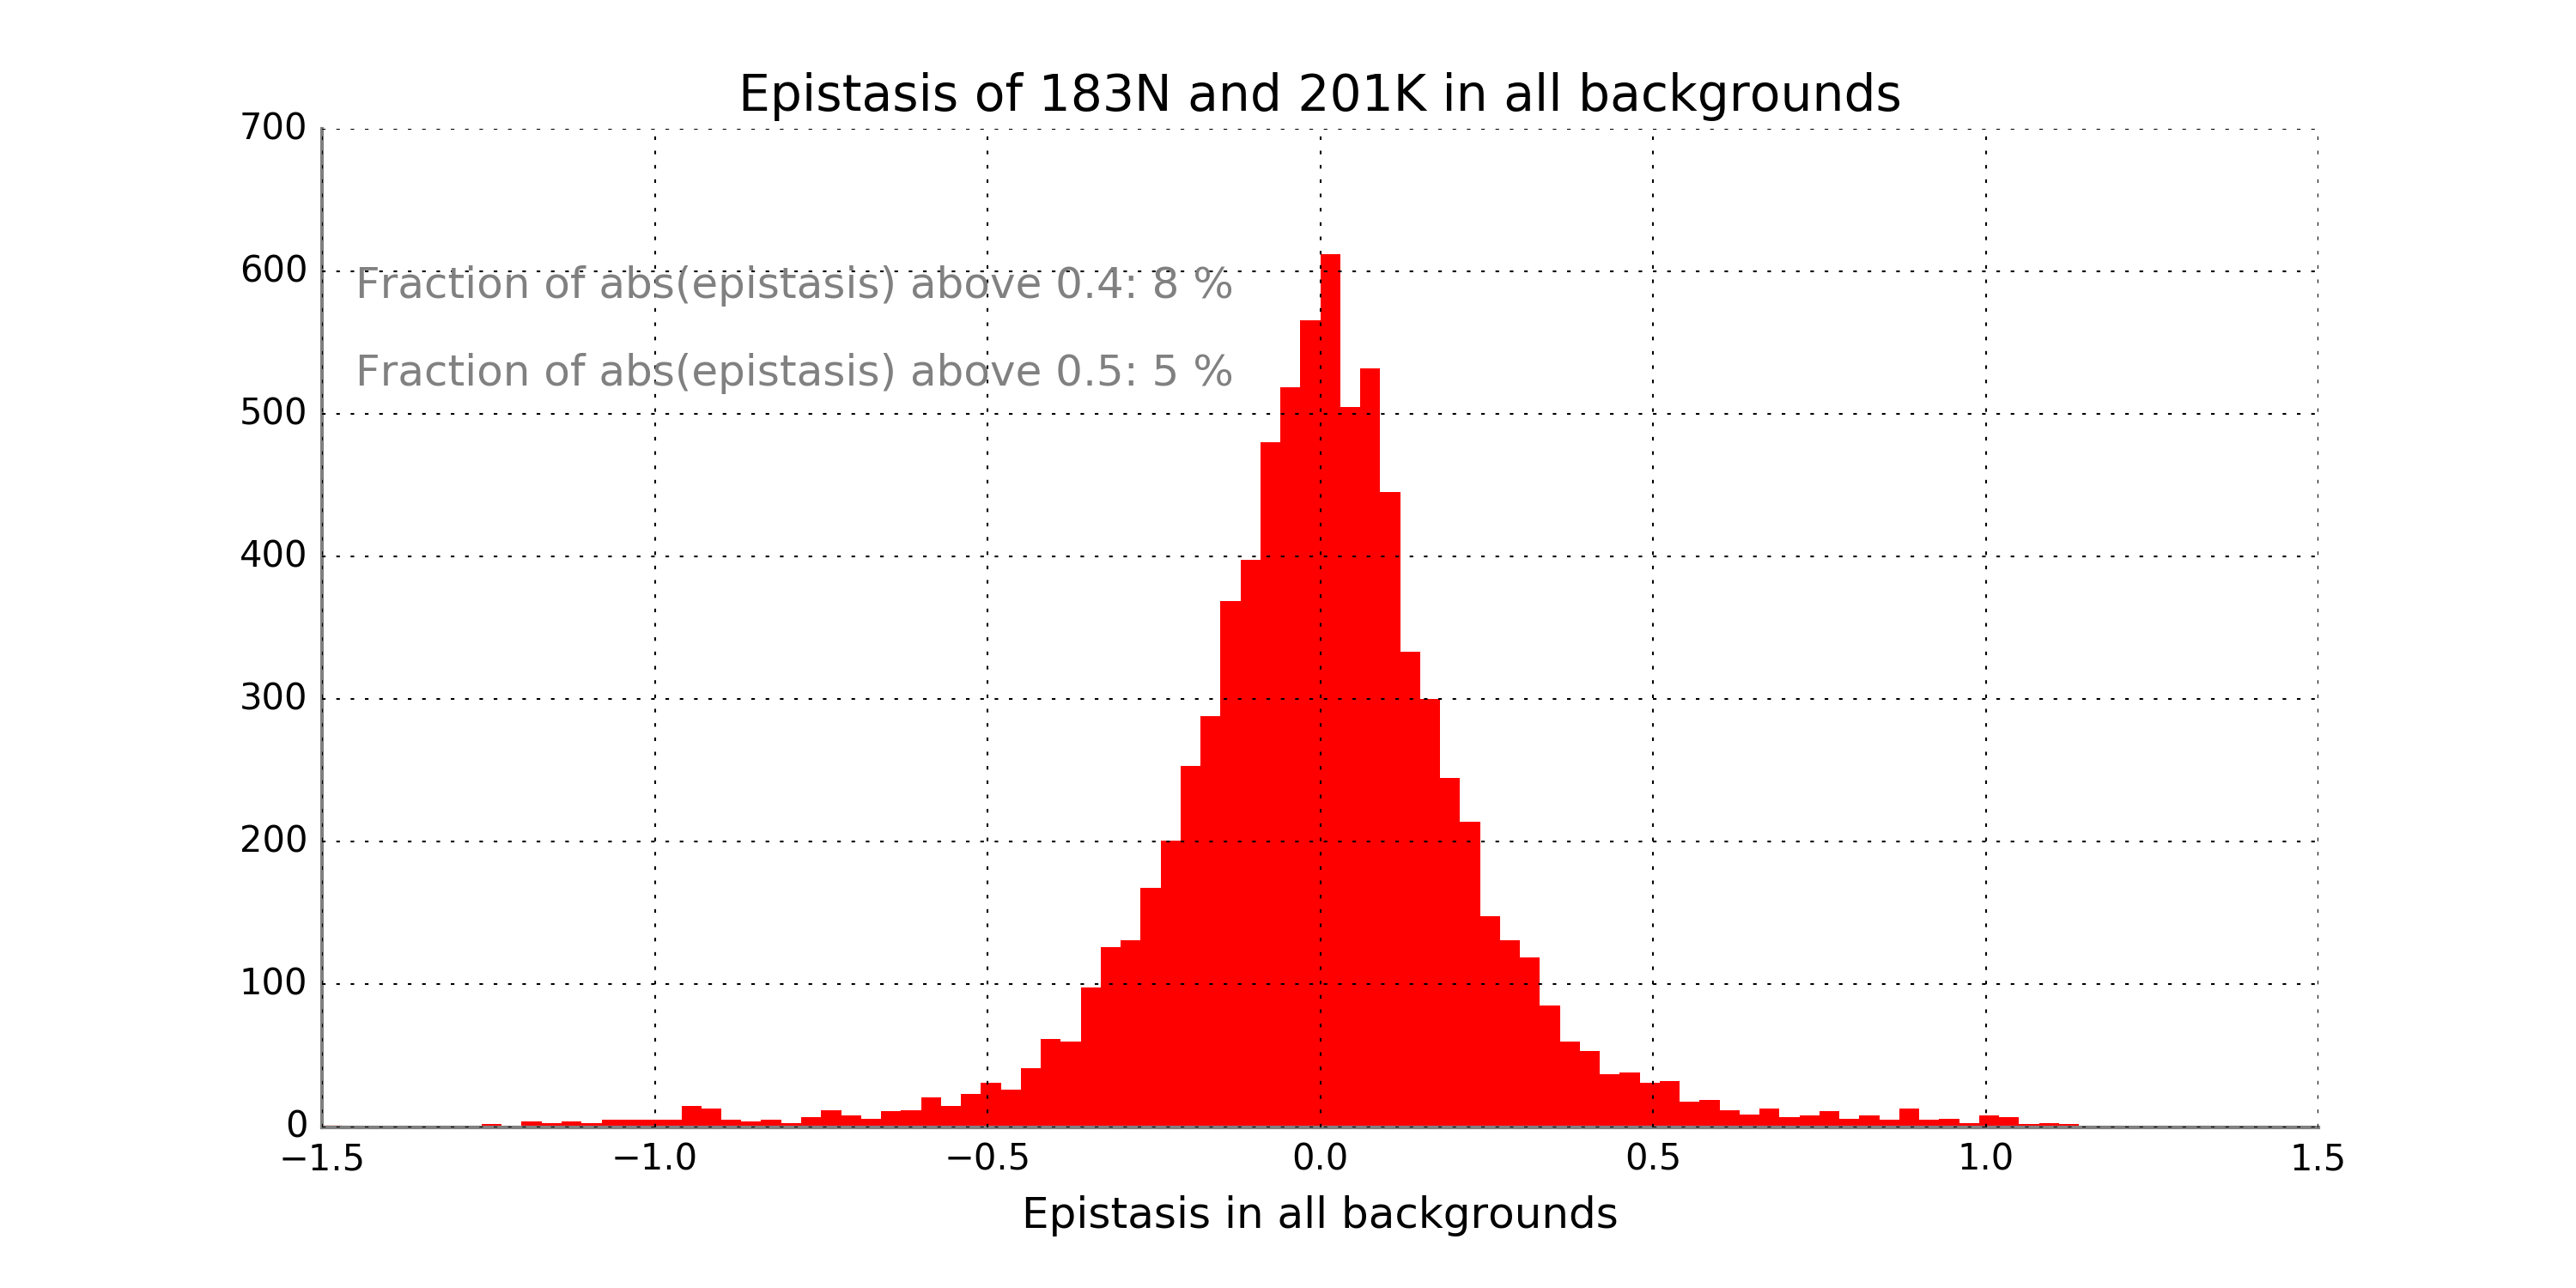 Epistasis of 183N and 201K in all backgrounds
700
600
Fraction of abs(epistasis) above 0.4: 8 %
Fraction of abs(epistasis) above 0.5: 5 %
500
400
300
200
100
0
−1.5 −1.0 −0.5 0.0 0.5 1.0 1.5
Epistasis in all backgrounds